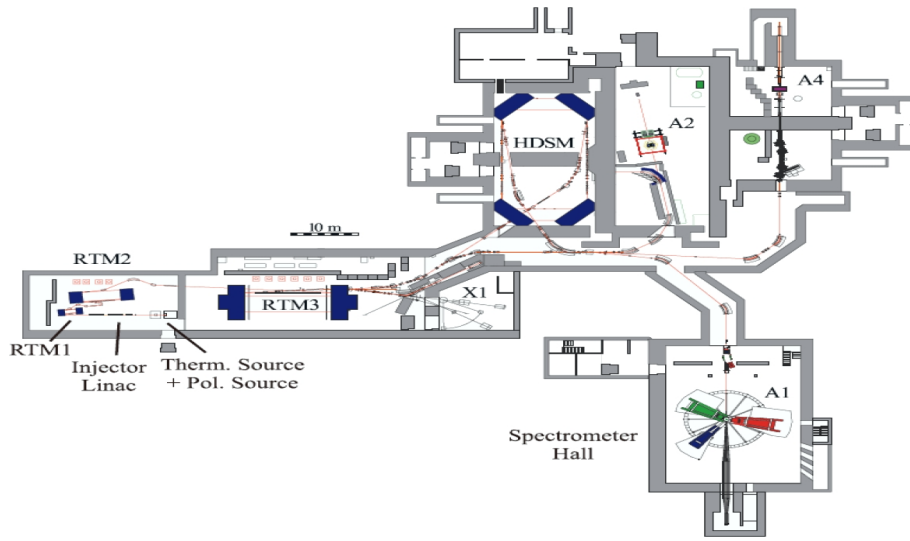 A4
A2
HDSM
10 m
RTM2
RTM3
X1
RTM1
Injector
Linac
Therm. Source
+ Pol. Source
A1
Spectrometer
Hall